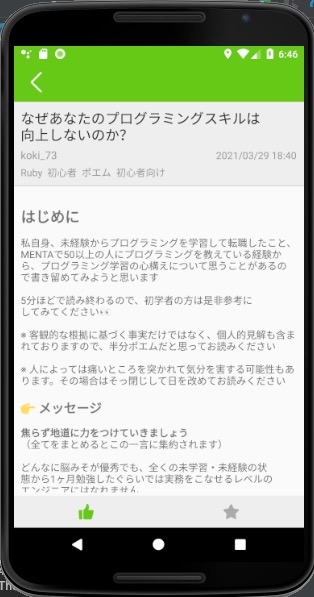 6:46
なぜあなたのプログラミングスキルは
向上しないのか？
koki_73
2021/03/29 18:40
Ruby 初心者 ポエム 初心者向け
はじめに
私自身、未経験からプログラミングを学習して転職したこと、
MENTAで50以上の人にプログラミングを教えている経験か
ら、プログラミング学習の心構えについて思うことがあるの
で書き留めてみようと思います
5分ほどで読み終わるので、初学者の方は是非参考に
してみてください👀
※ 客観的な根拠に基づく事実だけではなく、個人的見解も含ま
れておりますので、半分ポエムだと思ってお読みください
※ 人によっては痛いところを突かれて気分を害する可能性もあ
ります。その場合はそっ閉じして日を改めてお読みください
👉 メッセージ
焦らず地道に力をつけていきましょう
（全てをまとめるとこの一言に集約されます）
どんなに脳みそが優秀でも、全くの未学習・未経験の状
態から1ヶ月勉強したぐらいでは実務をこなせるレベルの
エンジニアにはなれません